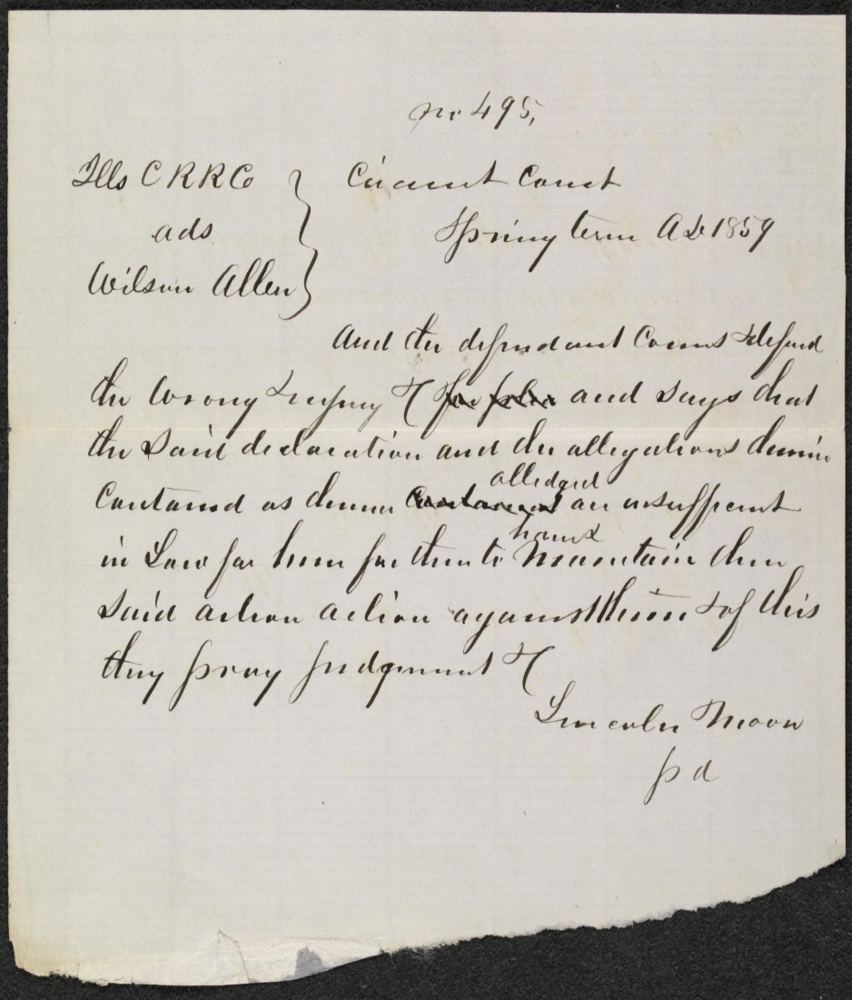 no 495,
Ills C R R Co
ads
Wilson Allen
Circuit Court
Spring term A D 1859
And the defendant comes & defend
the wrong & injury &c for plea and says that
the said declaration and the allegations therein
contained as therein contained alledged are insufficient
in Law for him for them to have & maintain their
said action action against them & of this
they pray judgement &c
Lincoln Moon
p d